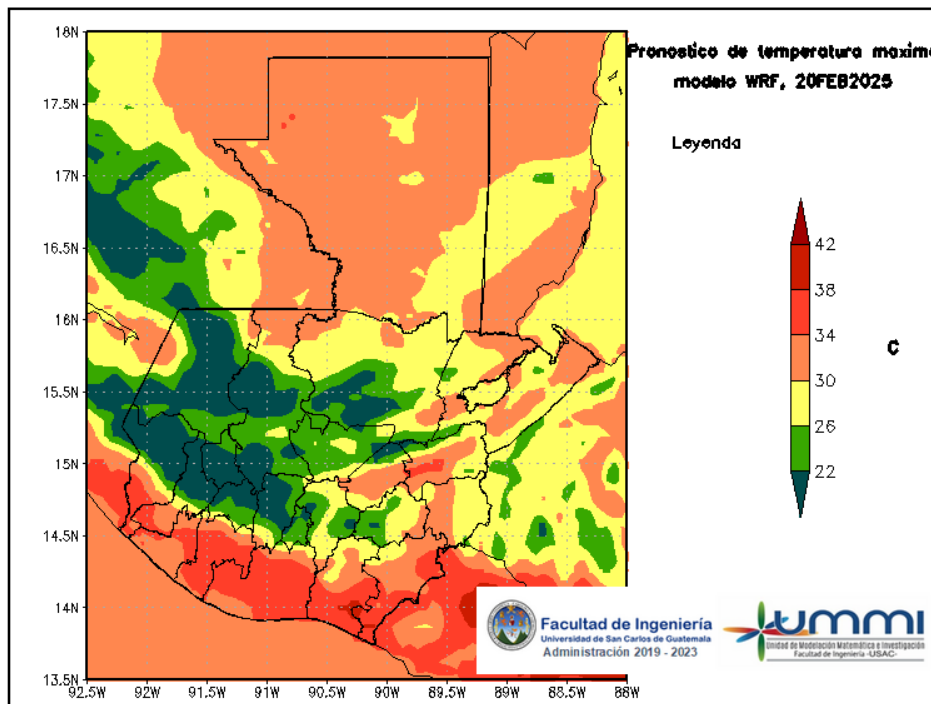 Pronostico de temperatura maxima
modelo WRF, 20FEB2025
Leyenda
42
38
34
30
26
22
C
18N
17.5N
17N
16.5N
16N
15.5N
15N
14.5N
14N
13.5N
92.5W 92W 91.5W 91W 90.5W 90W 89.5W 89W 88.5W 88W
Facultad de Ingeniería
Universidad de San Carlos de Guatemala
Administración 2019 - 2023
ummi
Unidad de Modelación Matemática e Investigación
Facultad de Ingeniería -USAC-